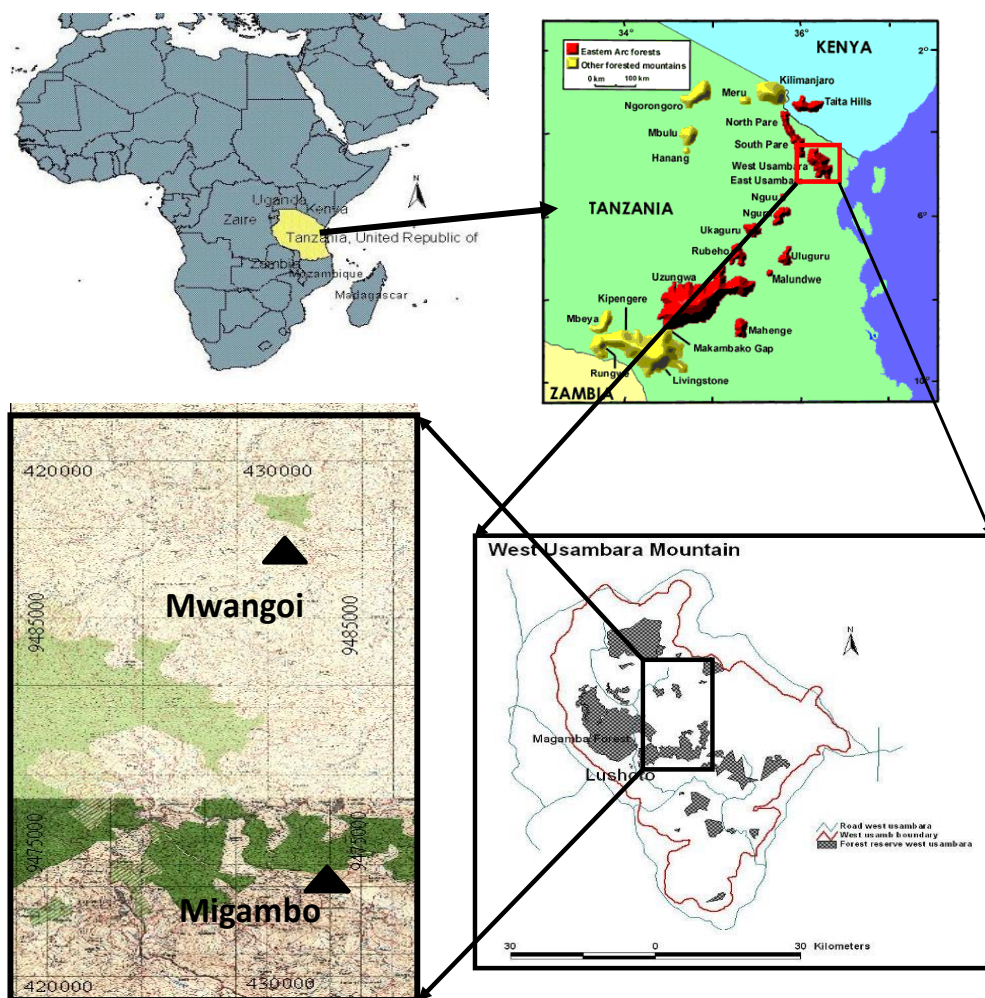 N
Uganda
Kenya
Zaire
Tanzania, United Republic of
Zambia
Mozambique
Madagascar
Eastern Arc forests
Other forested mountains
0 km 100 km
34
36
KENYA
2°
Kilimanjaro
Meru
Ngorongoro
Taita Hills
North Pare
Mbulu
South Pare
Hanang
West Usambara
East Usamba
Nguu
TANZANIA
Nguru
6°
Ukaguru
Rubeho
Uluguru
Uzungwa
Malundwe
Kipengere
Mbeya
Mahenge
Makambako Gap
Rungwe
Livingstone
10°
ZAMBIA
420000
430000
Mwangoi
9485000
9485000
9475000
9475000
Migambo
420000
430000
West Usambara Mountain
N
Magamba Forest
Lushoto
Road west usambara
West usamb boundary
Forest reserve west usambara
30 0 30 Kilometers